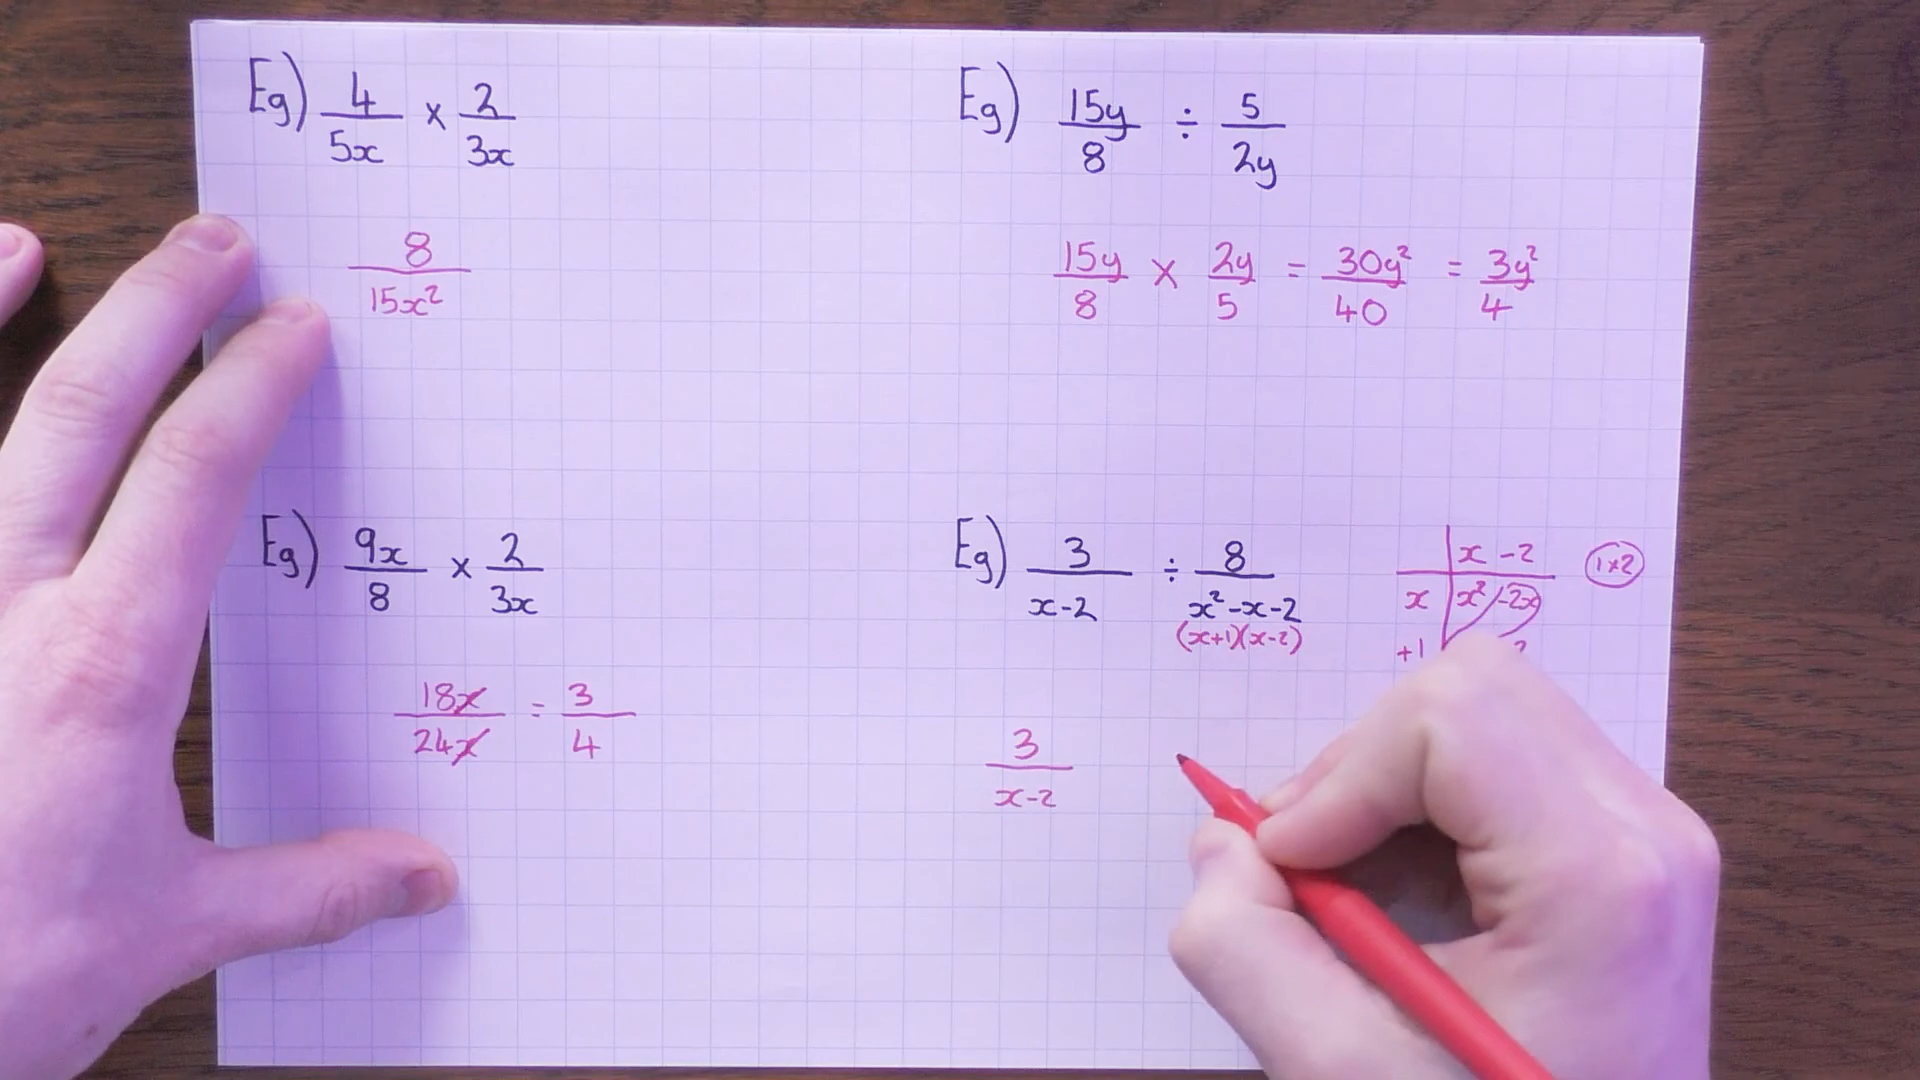 Eg) 4/5x × 2/3x
8/15x²
Eg) 15y/8 ÷ 5/2y
15y/8 × 2y/5 = 30y²/40 = 3y²/4
Eg) 9x/8 × 2/3x
18x/24x = 3/4
Eg) 3/x-2 ÷ 8/x²-x-2
(x+1)(x-2)
x -2
x x² -2x
+1
1×2
3/x-2